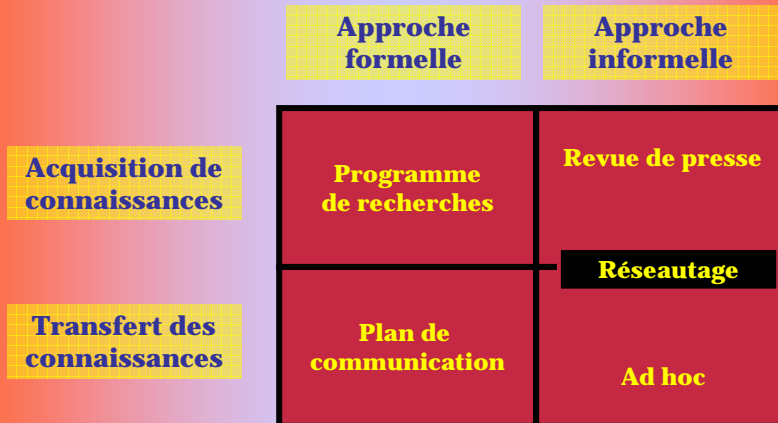 Approche
formelle
Approche
informelle
Acquisition de
connaissances
Programme
de recherches
Revue de presse
Réseautage
Transfert des
connaissances
Plan de
communication
Ad hoc